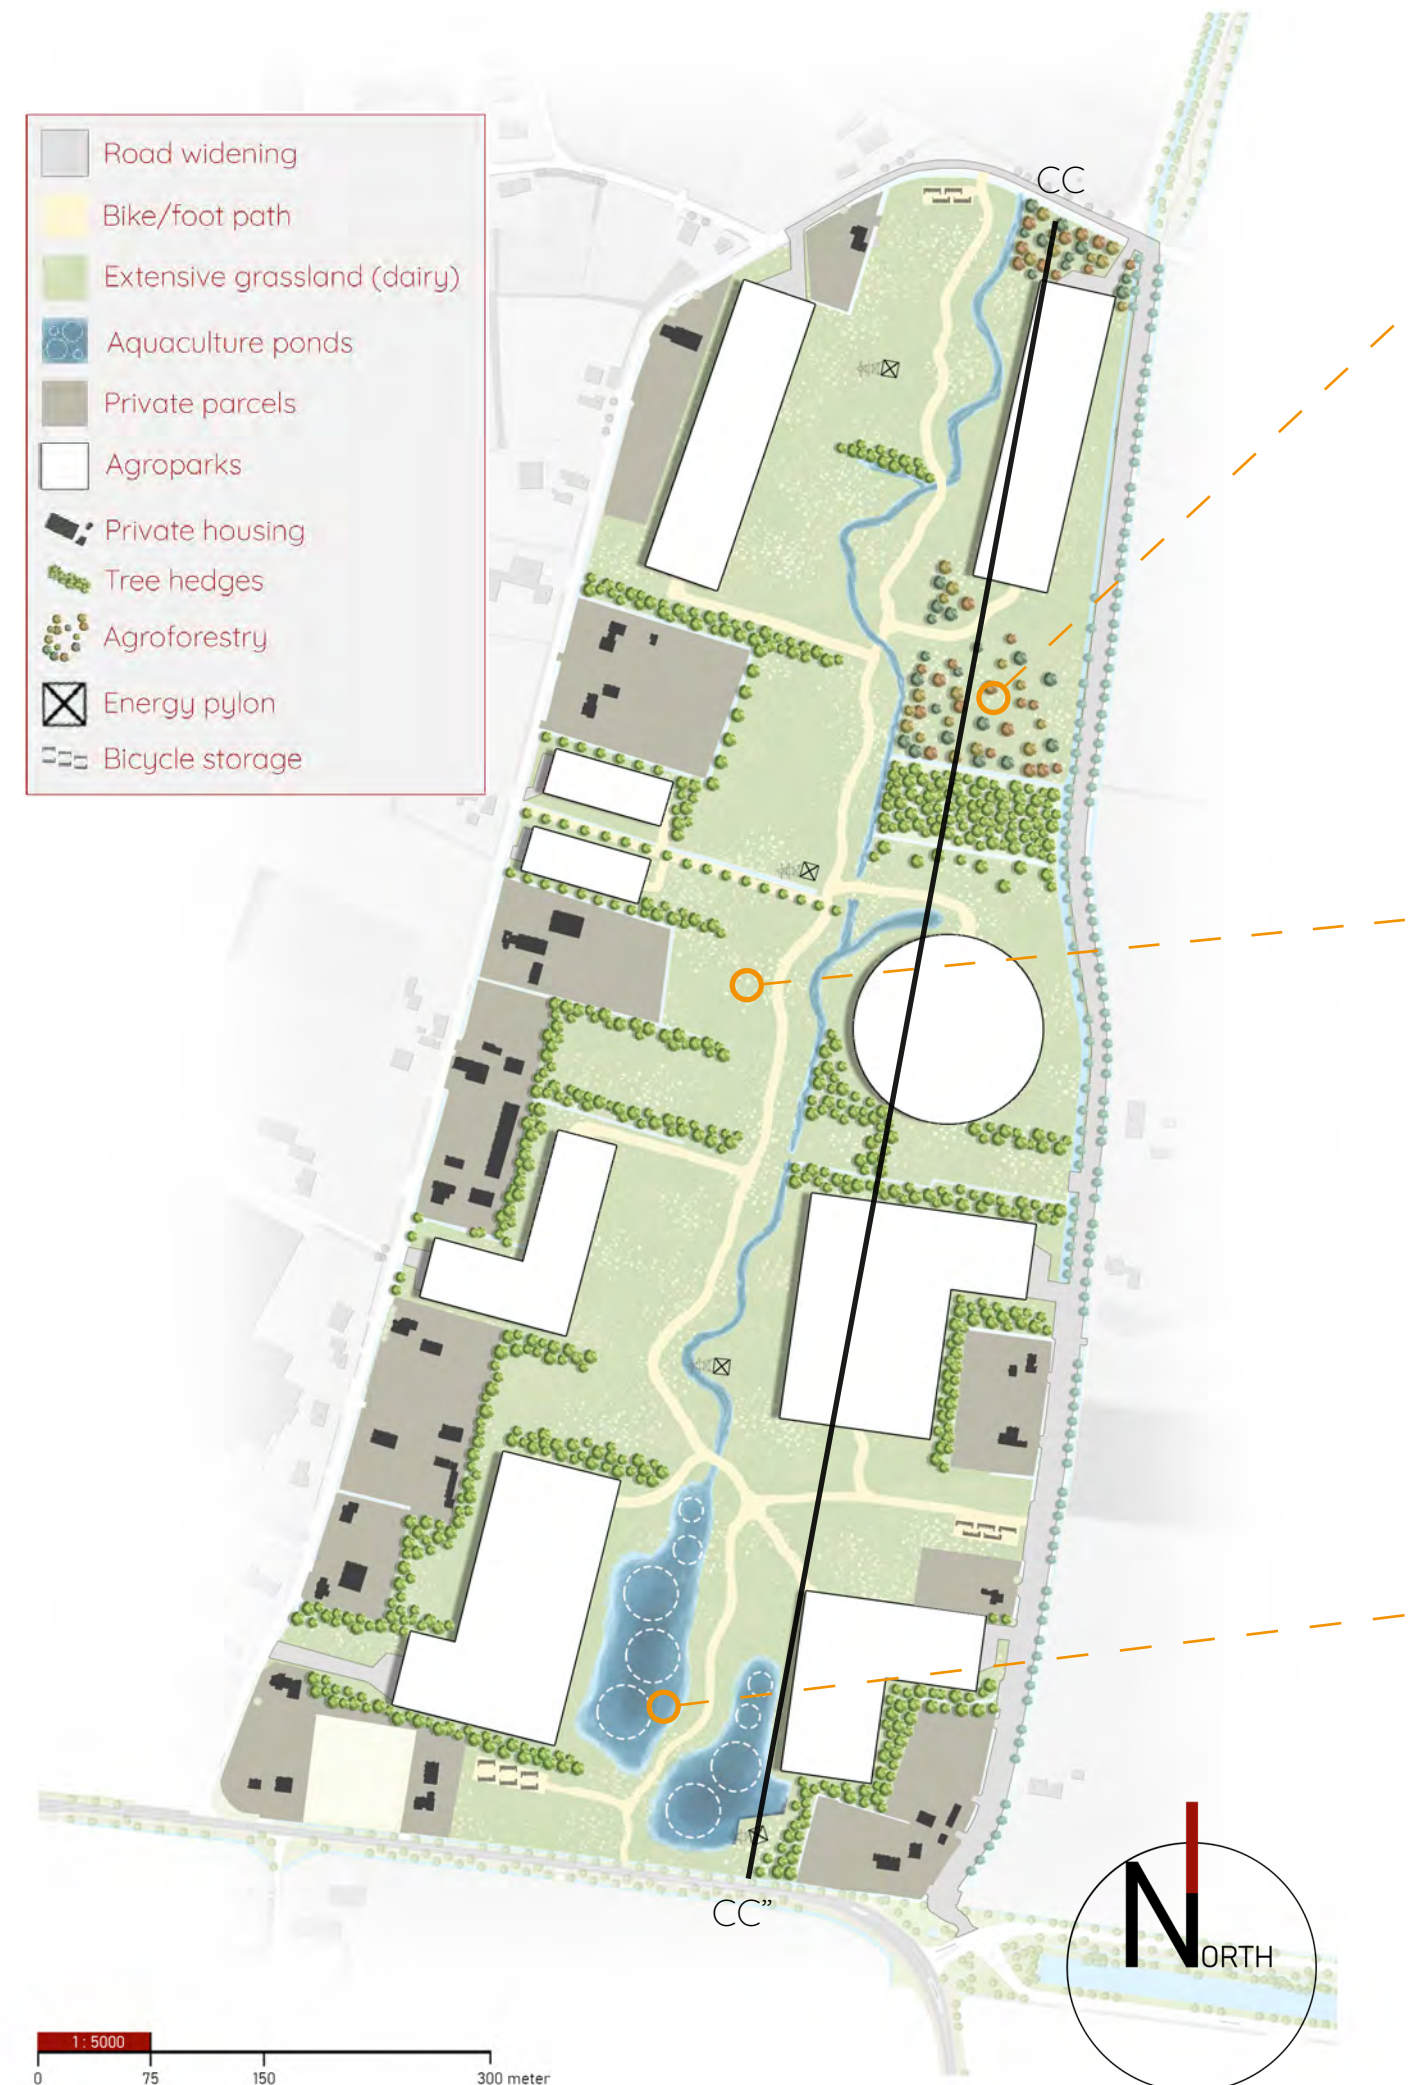 CC
Road widening
Bike/foot path
Extensive grassland (dairy)
Aquaculture ponds
Private parcels
Agroparks
Private housing
Tree hedges
Agroforestry
Energy pylon
Bicycle storage
CC”
NORTH
1 : 5000
0 75 150 300 meter